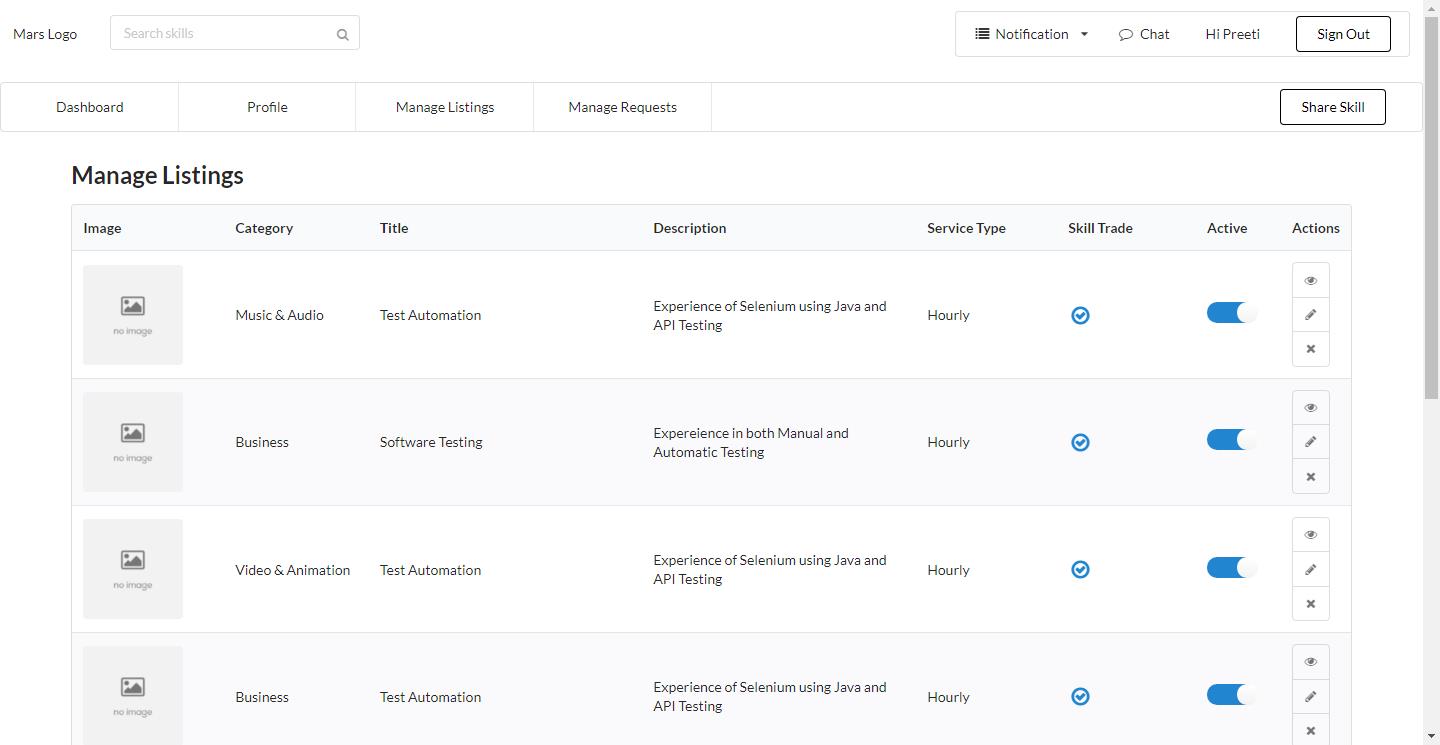 Mars Logo
Search skills
Notification
Chat
Hi Preeti
Sign Out
Dashboard
Profile
Manage Listings
Manage Requests
Share Skill
Manage Listings
Image Category Title Description Service Type Skill Trade Active Actions
no image
Music & Audio
Test Automation
Experience of Selenium using Java and
API Testing
Hourly
no image
Business
Software Testing
Expereience in both Manual and
Automatic Testing
Hourly
no image
Video & Animation
Test Automation
Experience of Selenium using Java and
API Testing
Hourly
no image
Business
Test Automation
Experience of Selenium using Java and
API Testing
Hourly